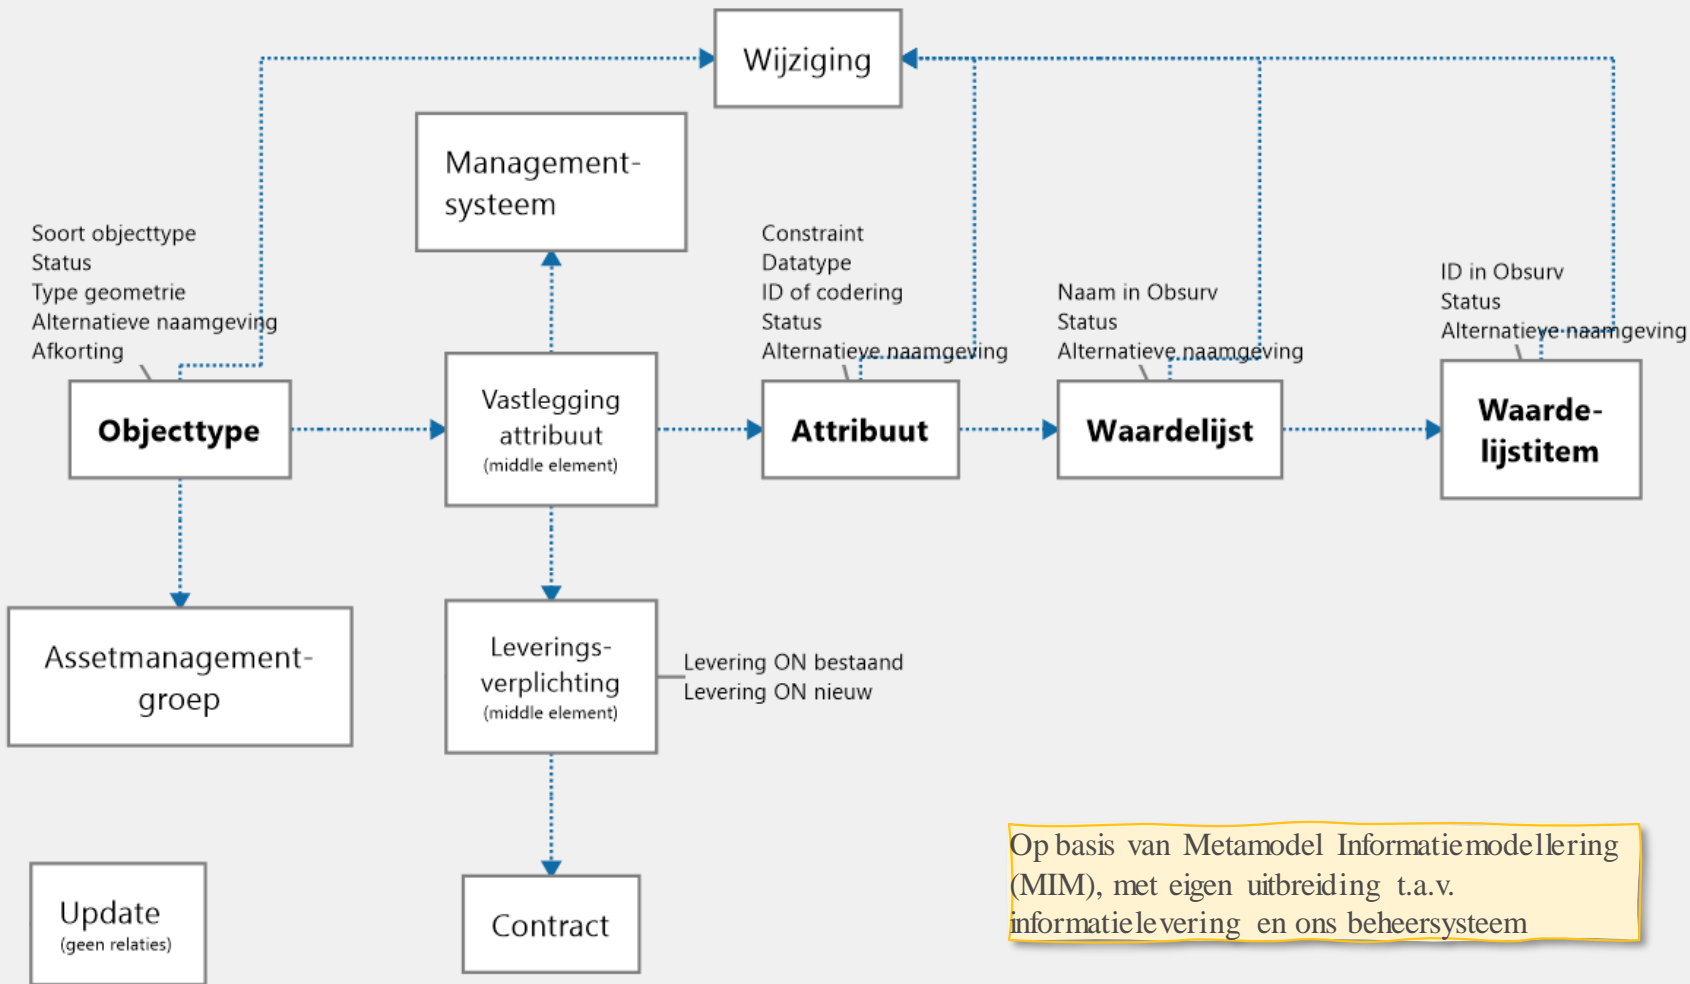 Wijziging
Management-
systeem
Soort objecttype
Status
Type geometrie
Alternatieve naamgeving
Afkorting
Constraint
Datatype
ID of codering
Status
Alternatieve naamgeving
Naam in Obsurv
Status
Alternatieve naamgeving
ID in Obsurv
Status
Alternatieve naamgeving
Objecttype
Vastlegging
attribuut
(middle element)
Attribuut
Waardelijst
Waarde-
lijstitem
Assetmanagement-
groep
Leverings-
verplichting
(middle element)
Levering ON bestaand
Levering ON nieuw
Update
(geen relaties)
Contract
Op basis van Metamodel Informatiemodellering
(MIM), met eigen uitbreiding t.a.v.
informatielevering en ons beheersysteem